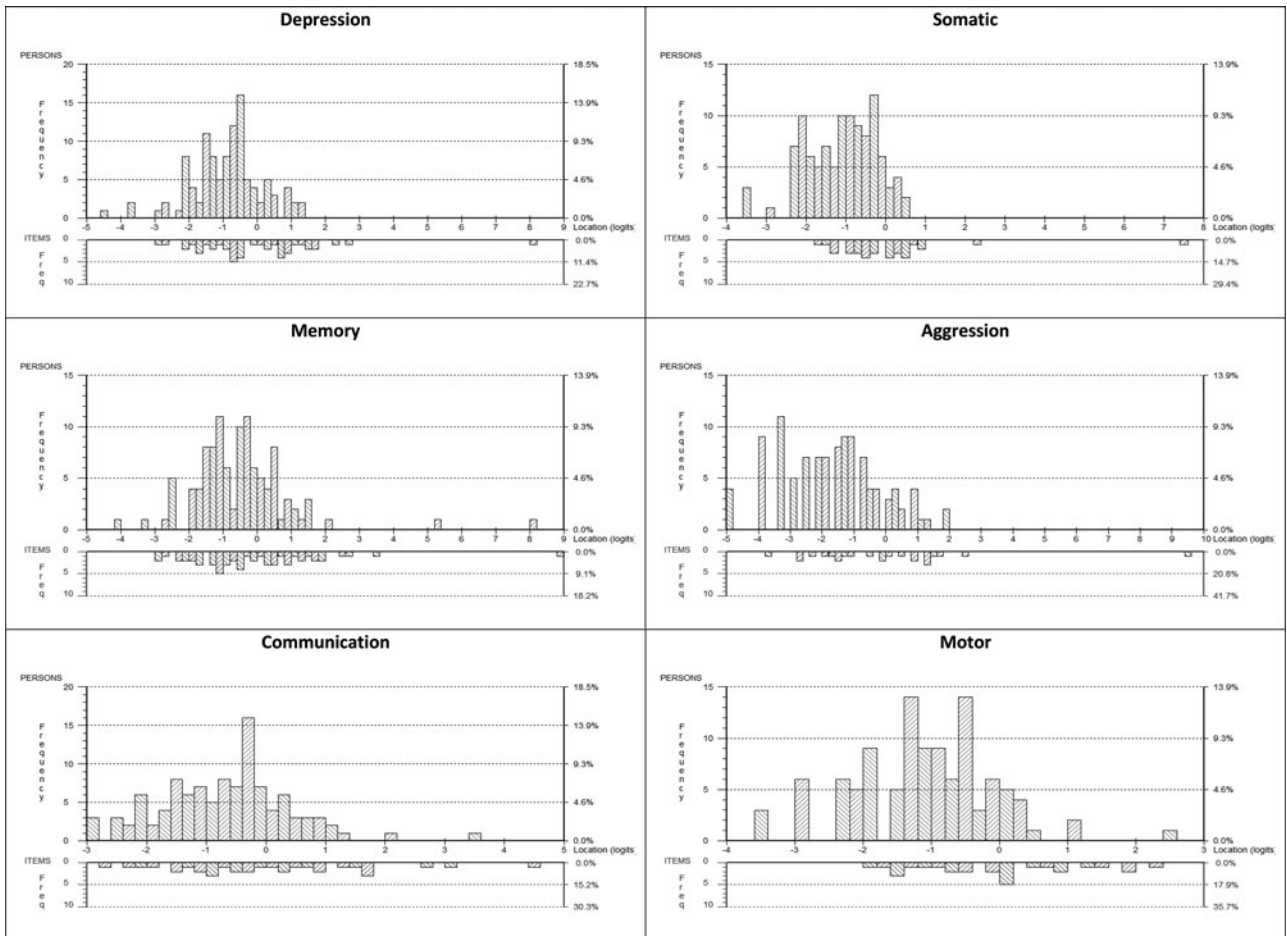 Depression
PERSONS
20 18.5%
15 13.9%
10 9.3%
5 4.6%
0 0.0%
Frequency
-5 -4 -3 -2 -1 0 1 2 3 4 5 6 7 8 9 Location (logits
ITEMS 0 0.0%
Freq
5 11.4%
10 22.7%
Somatic
PERSONS
15 13.9%
10 9.3%
5 4.6%
0 0.0%
Frequency
-4 -3 -2 -1 0 1 2 3 4 5 6 7 8 Location (logits
ITEMS 0 0.0%
Freq
5 14.7%
10 29.4%
Memory
PERSONS
15 13.9%
10 9.3%
5 4.6%
0 0.0%
Frequency
-5 -4 -3 -2 -1 0 1 2 3 4 5 6 7 8 9 Location (logits
ITEMS 0 0.0%
Freq
5 9.1%
10 18.2%
Aggression
PERSONS
15 13.9%
10 9.3%
5 4.6%
0 0.0%
Frequency
-5 -4 -3 -2 -1 0 1 2 3 4 5 6 7 8 9 10 Location (logits
ITEMS 0 0.0%
Freq
5 20.8%
10 41.7%
Communication
PERSONS
20 18.5%
15 13.9%
10 9.3%
5 4.6%
0 0.0%
Frequency
-3 -2 -1 0 1 2 3 4 5 Location (logits
ITEMS 0 0.0%
Freq
5 15.2%
10 30.3%
Motor
PERSONS
15 13.9%
10 9.3%
5 4.6%
0 0.0%
Frequency
-4 -3 -2 -1 0 1 2 3 Location (logits
ITEMS 0 0.0%
Freq
5 17.9%
10 35.7%